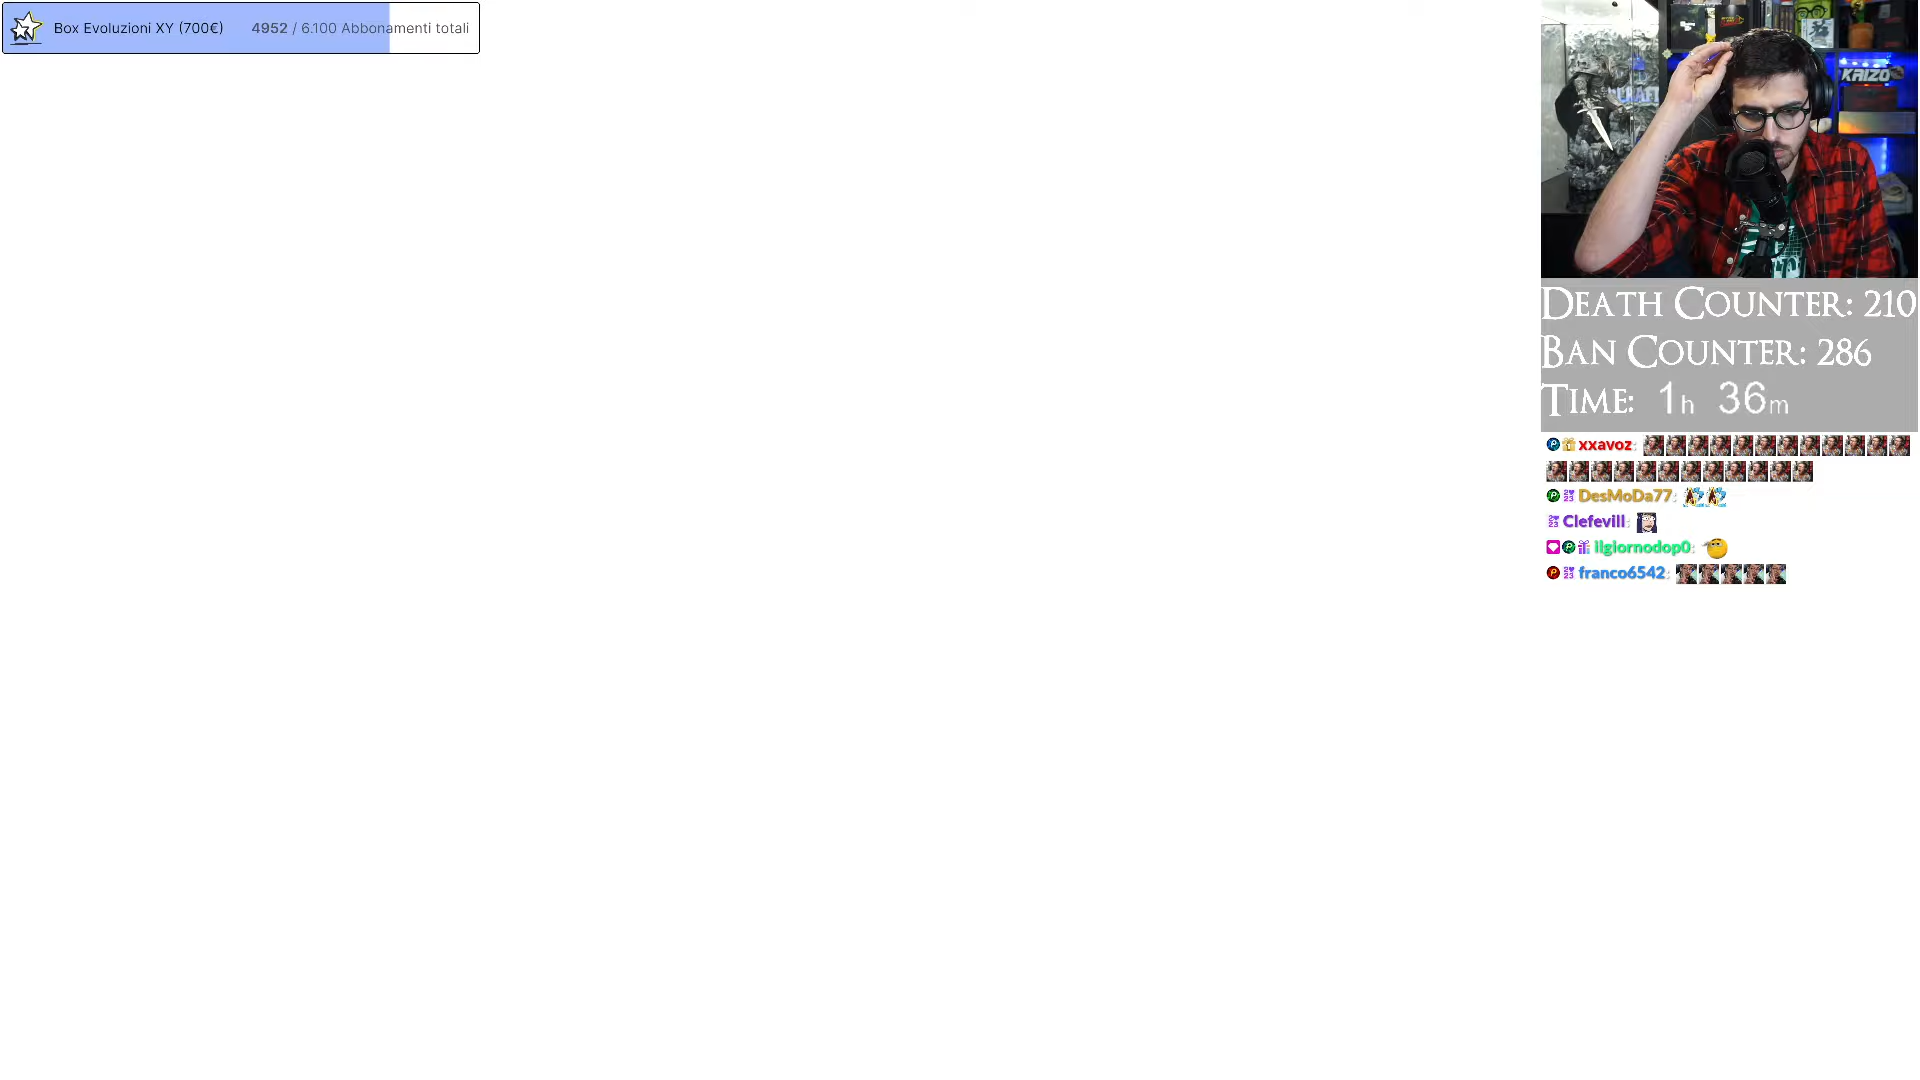 Box Evoluzioni XY (700€) 4952 / 6.100 Abbonamenti totali
KAIZO
DEATH COUNTER: 210
BAN COUNTER: 286
TIME: 1h 36m
xxavoz:
DesMoDa77:
Clefevill:
ilgiornodop0:
franco6542: